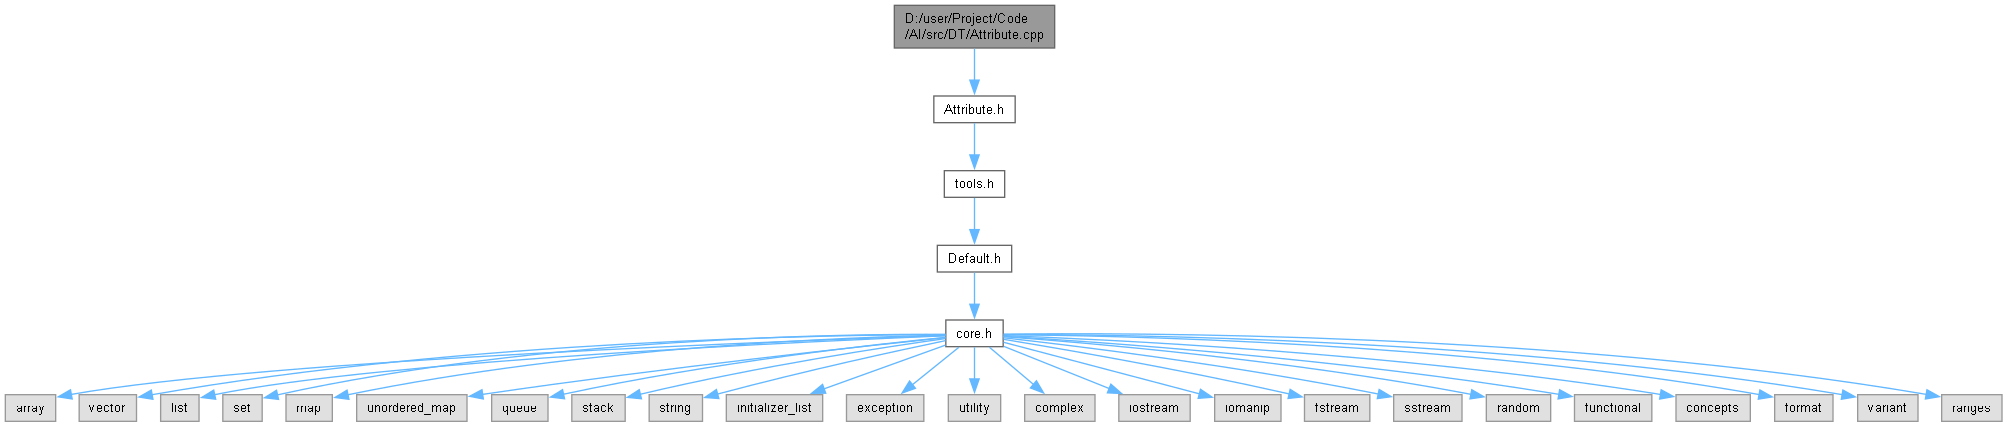 D:/user/Project/Code
/AI/src/DT/Attribute.cpp
Attribute.h
tools.h
Default.h
core.h
array
vector
list
set
map
unordered_map
queue
stack
string
initializer_list
exception
utility
complex
iostream
iomanip
fstream
sstream
random
functional
concepts
format
variant
ranges